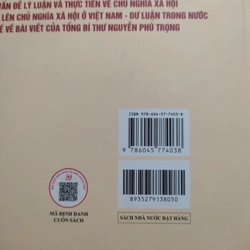 VẤN ĐỀ LÝ LUẬN VÀ THỰC TIỄN VỀ CHỦ NGHĨA XÃ HỘI
LÊN CHỦ NGHĨA XÃ HỘI Ở VIỆT NAM - DƯ LUẬN TRONG NƯỚC
VỀ BÀI VIẾT CỦA TỔNG BÍ THƯ NGUYỄN PHÚ TRỌNG
ISBN: 978-604-57-7403-8
9 786045 774038
8935279138050
MÃ ĐỊNH DANH
CUỐN SÁCH
SÁCH NHÀ NƯỚC ĐẶT HÀNG